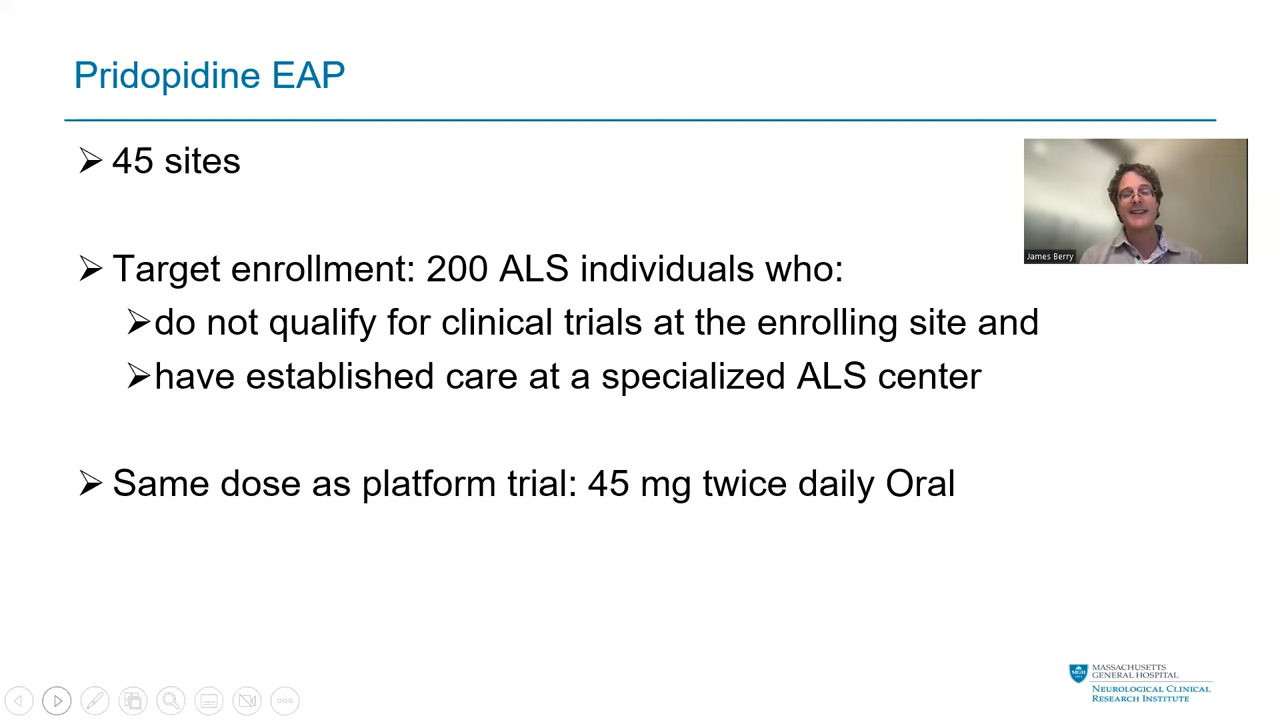 Pridopidine EAP
➢ 45 sites
➢ Target enrollment: 200 ALS individuals who:
➢do not qualify for clinical trials at the enrolling site and
➢have established care at a specialized ALS center
➢ Same dose as platform trial: 45 mg twice daily Oral
James Berry
MASSACHUSETTS
GENERAL HOSPITAL
NEUROLOGICAL CLINICAL
RESEARCH INSTITUTE